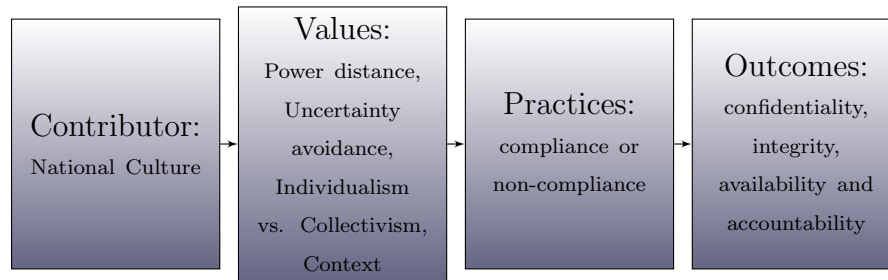 Contributor:
National Culture
Values:
Power distance,
Uncertainty
avoidance,
Individualism
vs. Collectivism,
Context
Practices:
compliance or
non-compliance
Outcomes:
confidentiality,
integrity,
availability and
accountability